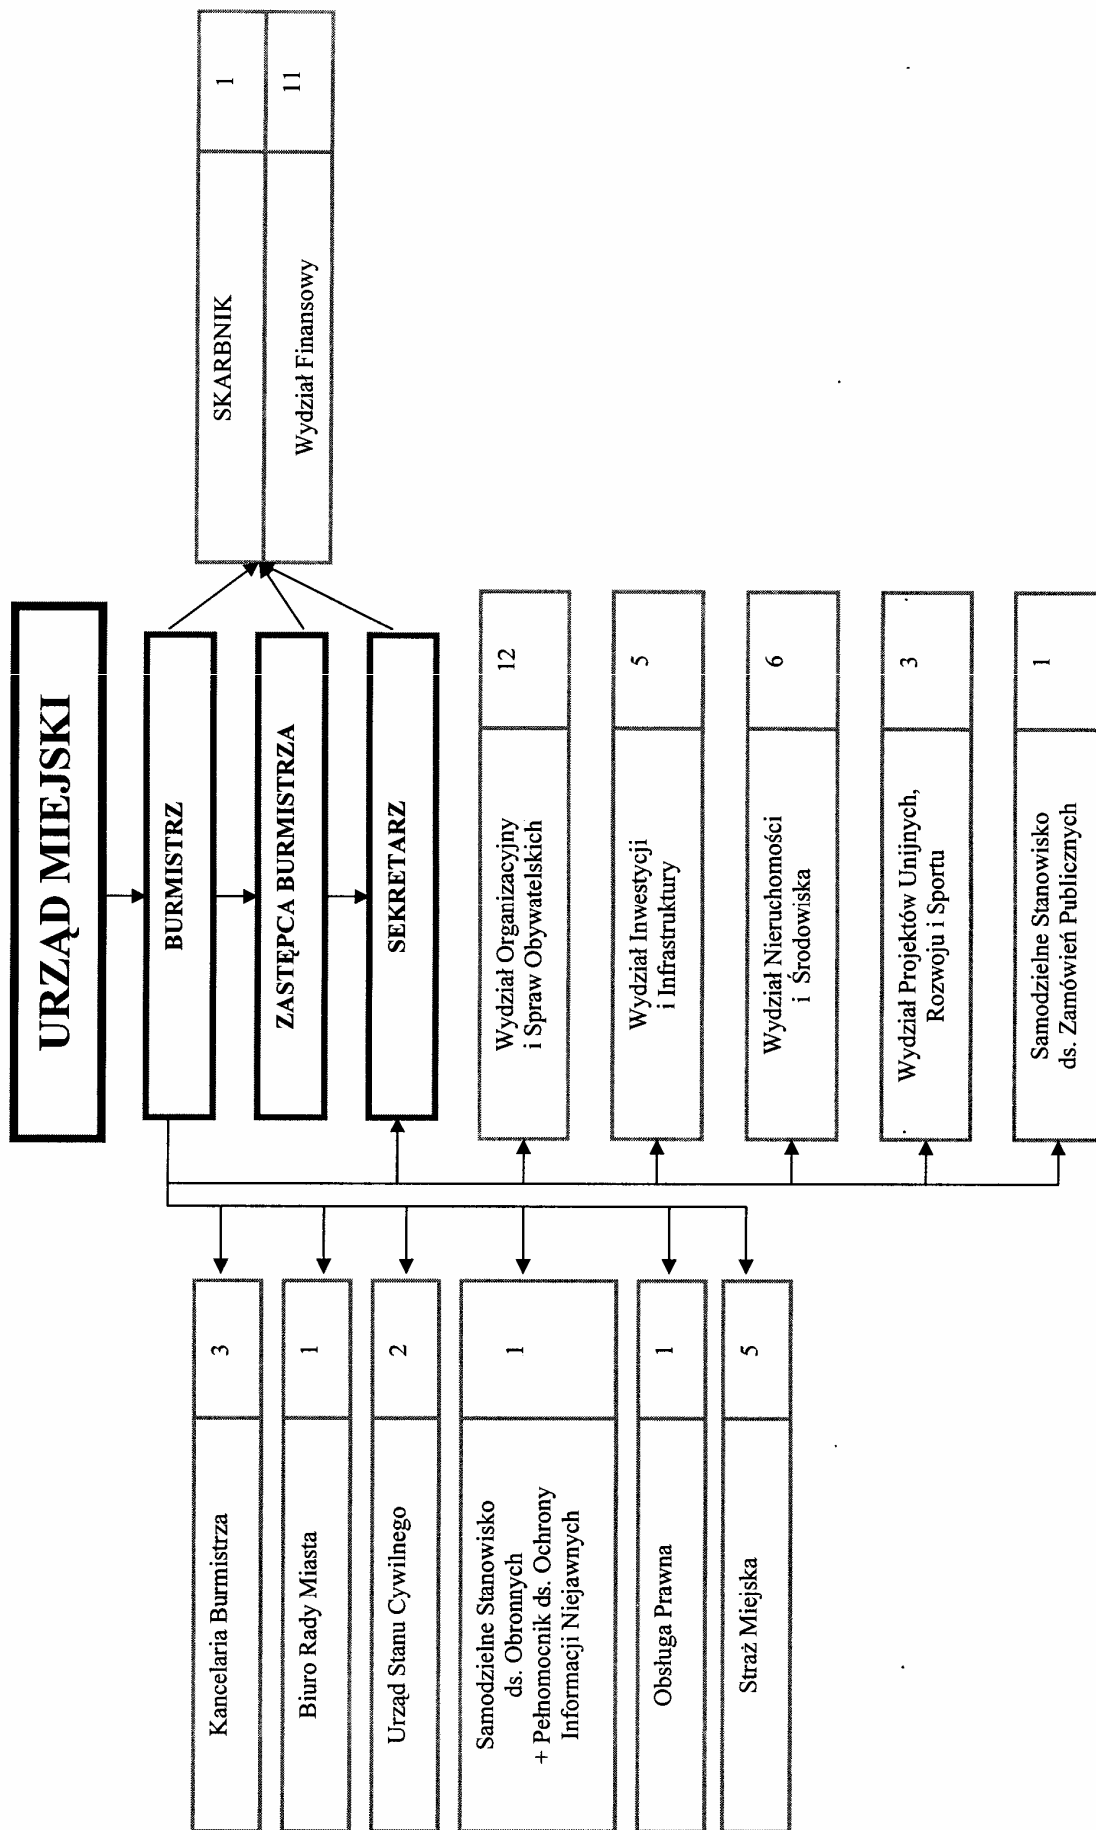 URZĄD MIEJSKI
BURMISTRZ
ZASTĘPCA BURMISTRZA
SEKRETARZ
SKARBNIK 1
Wydział Finansowy 11
Kancelaria Burmistrza 3
Biuro Rady Miasta 1
Urząd Stanu Cywilnego 2
Samodzielne Stanowisko
ds. Obronnych
+ Pełnomocnik ds. Ochrony
Informacji Niejawnych
1
Obsługa Prawna 1
Straż Miejska 5
Wydział Organizacyjny
i Spraw Obywatelskich
12
Wydział Inwestycji
i Infrastruktury
5
Wydział Nieruchomości
i Środowiska
6
Wydział Projektów Unijnych,
Rozwoju i Sportu
3
Samodzielne Stanowisko
ds. Zamówień Publicznych
1